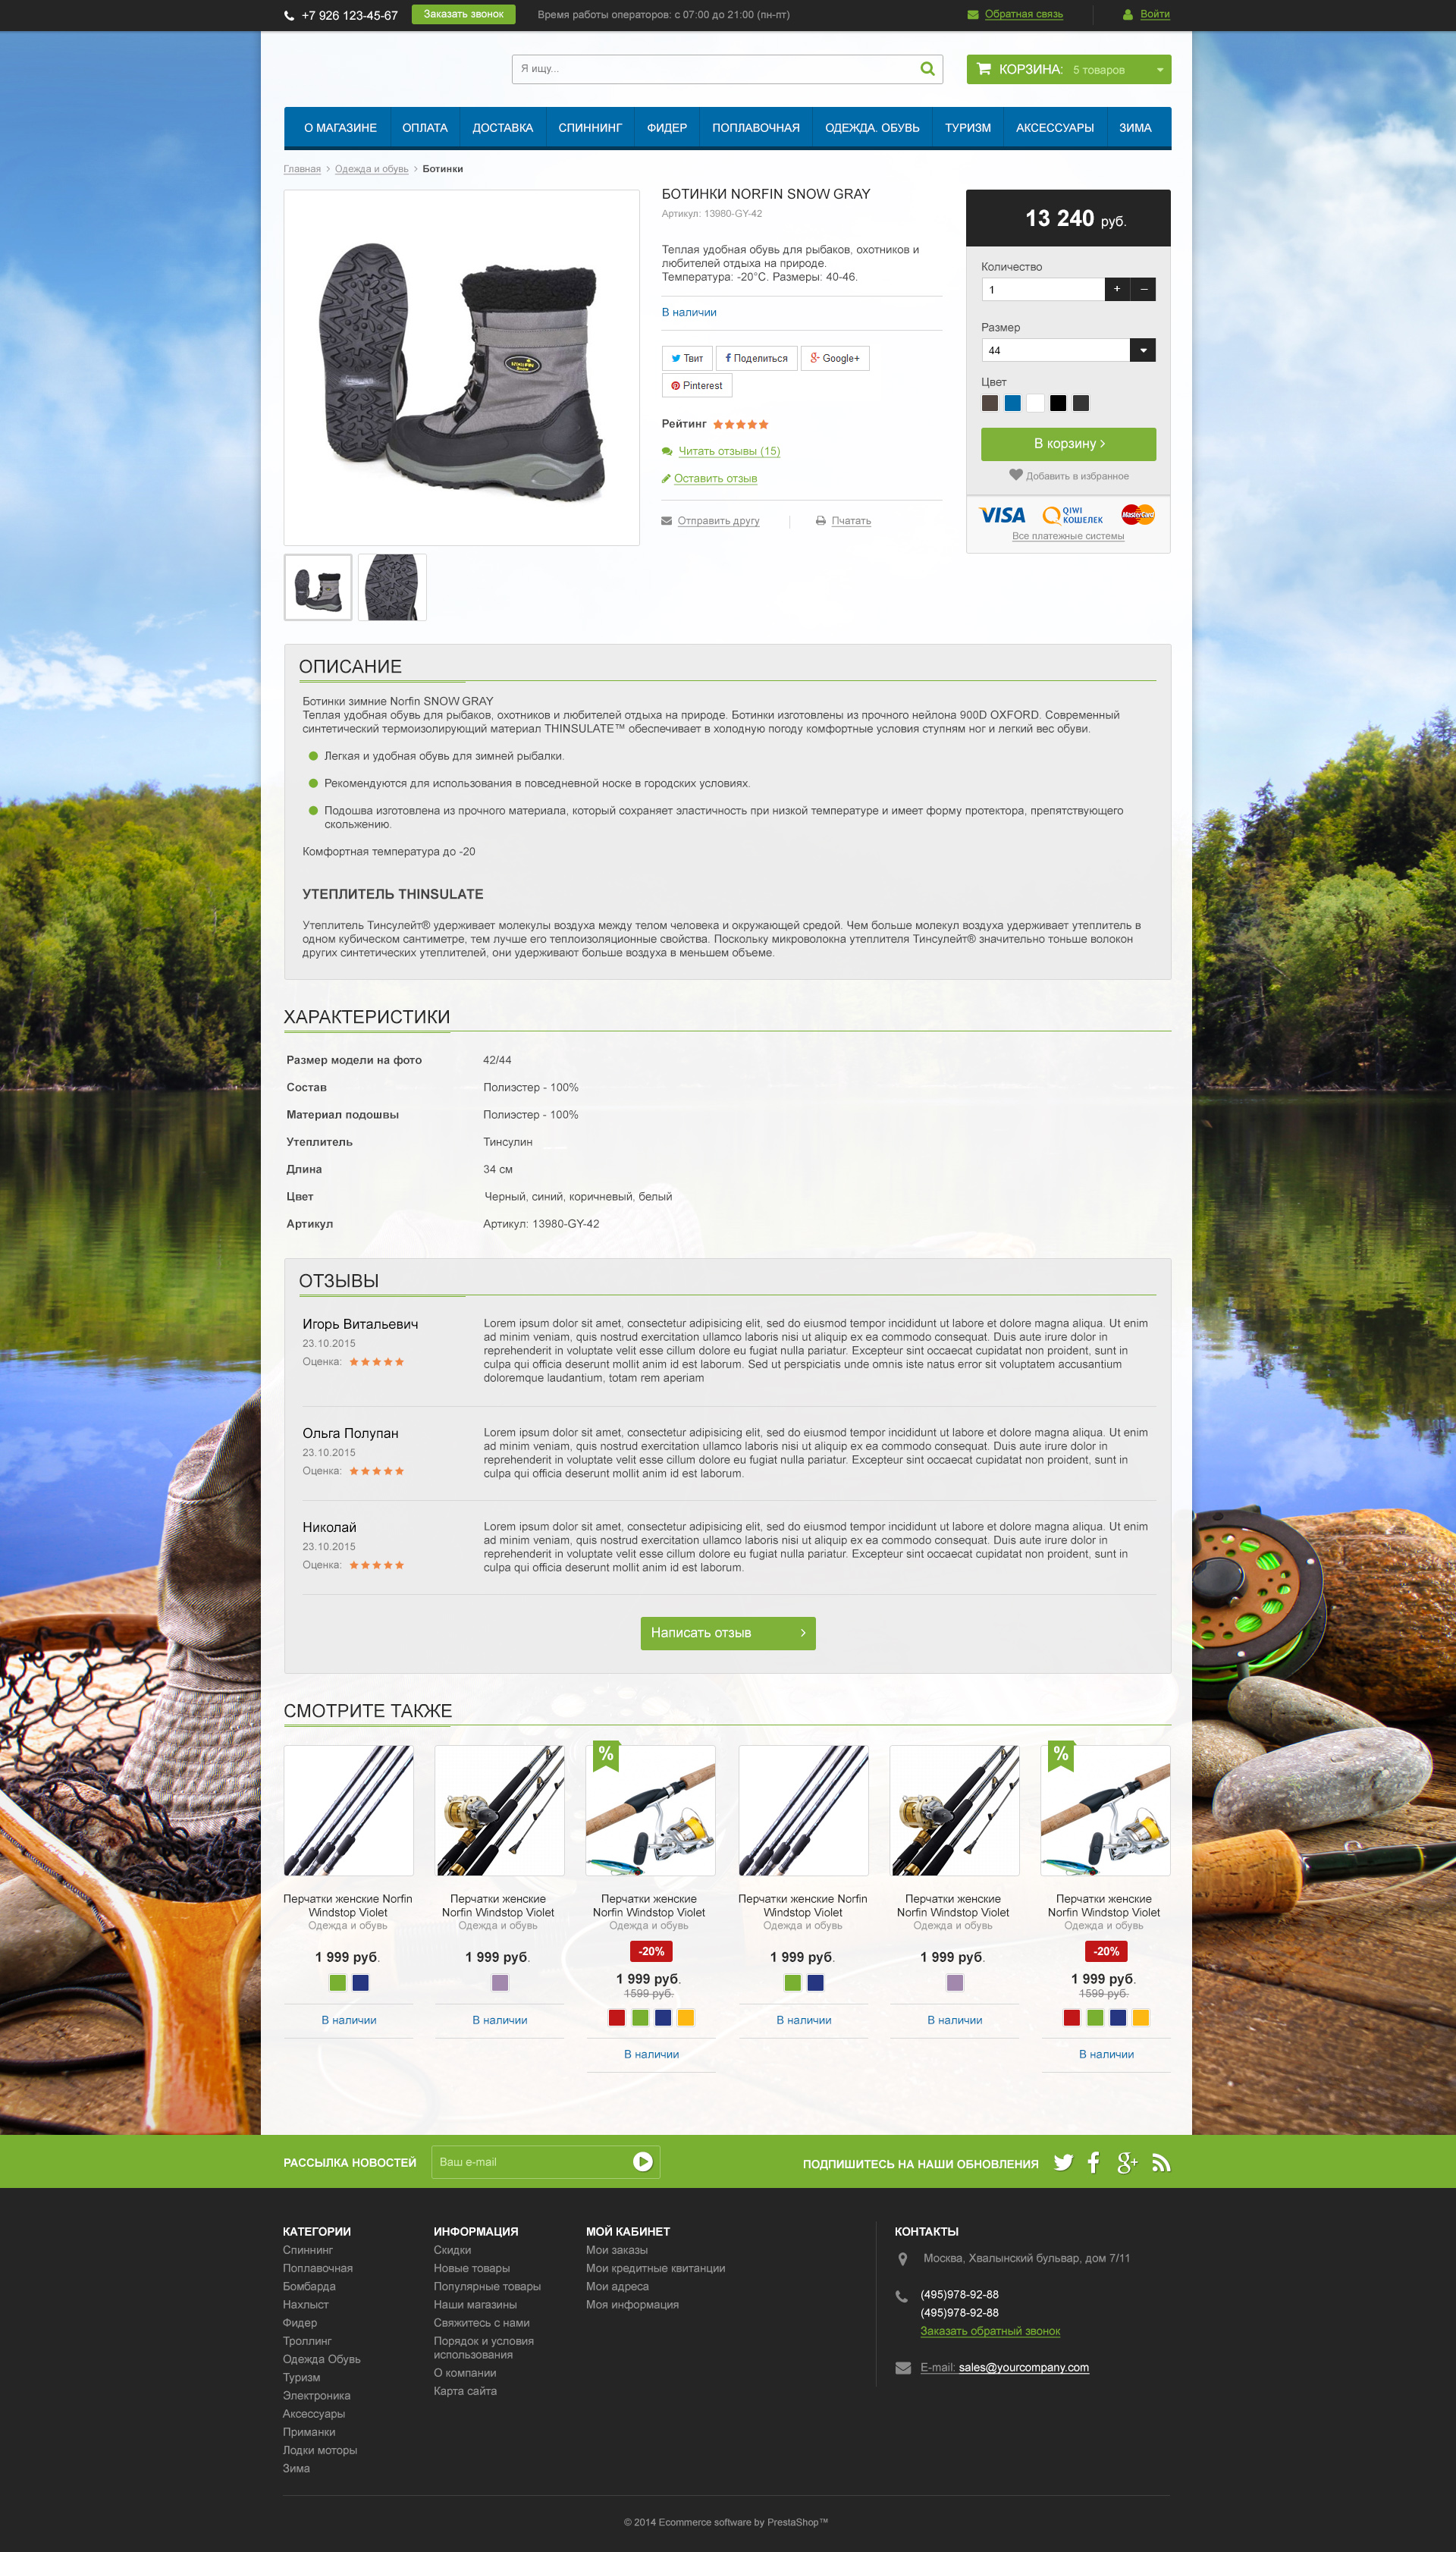 +7 926 123-45-67 Заказать звонок Время работы операторов: с 07:00 до 21:00 (пн-пт) Обратная связь Войти
Я ищу... КОРЗИНА: 5 товаров
О МАГАЗИНЕ ОПЛАТА ДОСТАВКА СПИННИНГ ФИДЕР ПОПЛАВОЧНАЯ ОДЕЖДА. ОБУВЬ ТУРИЗМ АКСЕССУАРЫ ЗИМА
Главная > Одежда и обувь > Ботинки
БОТИНКИ NORFIN SNOW GRAY
Артикул: 13980-GY-42
Теплая удобная обувь для рыбаков, охотников и
любителей отдыха на природе.
Температура: -20°С. Размеры: 40-46.
В наличии
Твит Поделиться Google+
Pinterest
Рейтинг
Читать отзывы (15)
Оставить отзыв
Отправить другу Пчатать
13 240 руб.
Количество
1 + –
Размер
44
Цвет
В корзину >
Добавить в избранное
VISA QIWI КОШЕЛЕК MasterCard
Все платежные системы
ОПИСАНИЕ
Ботинки зимние Norfin SNOW GRAY
Теплая удобная обувь для рыбаков, охотников и любителей отдыха на природе. Ботинки изготовлены из прочного нейлона 900D OXFORD. Современный
синтетический термоизолирующий материал THINSULATE™ обеспечивает в холодную погоду комфортные условия ступням ног и легкий вес обуви.
Легкая и удобная обувь для зимней рыбалки.
Рекомендуются для использования в повседневной носке в городских условиях.
Подошва изготовлена из прочного материала, который сохраняет эластичность при низкой температуре и имеет форму протектора, препятствующего
скольжению.
Комфортная температура до -20
УТЕПЛИТЕЛЬ THINSULATE
Утеплитель Тинсулейт® удерживает молекулы воздуха между телом человека и окружающей средой. Чем больше молекул воздуха удерживает утеплитель в
одном кубическом сантиметре, тем лучше его теплоизоляционные свойства. Поскольку микроволокна утеплителя Тинсулейт® значительно тоньше волокон
других синтетических утеплителей, они удерживают больше воздуха в меньшем объеме.
ХАРАКТЕРИСТИКИ
Размер модели на фото 42/44
Состав Полиэстер - 100%
Материал подошвы Полиэстер - 100%
Утеплитель Тинсулин
Длина 34 см
Цвет Черный, синий, коричневый, белый
Артикул Артикул: 13980-GY-42
ОТЗЫВЫ
Игорь Витальевич
23.10.2015
Оценка:
Lorem ipsum dolor sit amet, consectetur adipisicing elit, sed do eiusmod tempor incididunt ut labore et dolore magna aliqua. Ut enim
ad minim veniam, quis nostrud exercitation ullamco laboris nisi ut aliquip ex ea commodo consequat. Duis aute irure dolor in
reprehenderit in voluptate velit esse cillum dolore eu fugiat nulla pariatur. Excepteur sint occaecat cupidatat non proident, sunt in
culpa qui officia deserunt mollit anim id est laborum. Sed ut perspiciatis unde omnis iste natus error sit voluptatem accusantium
doloremque laudantium, totam rem aperiam
Ольга Полупан
23.10.2015
Оценка:
Lorem ipsum dolor sit amet, consectetur adipisicing elit, sed do eiusmod tempor incididunt ut labore et dolore magna aliqua. Ut enim
ad minim veniam, quis nostrud exercitation ullamco laboris nisi ut aliquip ex ea commodo consequat. Duis aute irure dolor in
reprehenderit in voluptate velit esse cillum dolore eu fugiat nulla pariatur. Excepteur sint occaecat cupidatat non proident, sunt in
culpa qui officia deserunt mollit anim id est laborum.
Николай
23.10.2015
Оценка:
Lorem ipsum dolor sit amet, consectetur adipisicing elit, sed do eiusmod tempor incididunt ut labore et dolore magna aliqua. Ut enim
ad minim veniam, quis nostrud exercitation ullamco laboris nisi ut aliquip ex ea commodo consequat. Duis aute irure dolor in
reprehenderit in voluptate velit esse cillum dolore eu fugiat nulla pariatur. Excepteur sint occaecat cupidatat non proident, sunt in
culpa qui officia deserunt mollit anim id est laborum.
Написать отзыв >
СМОТРИТЕ ТАКЖЕ
Перчатки женские Norfin
Windstop Violet
Одежда и обувь
1 999 руб.
В наличии
Перчатки женские
Norfin Windstop Violet
Одежда и обувь
1 999 руб.
В наличии
%
Перчатки женские
Norfin Windstop Violet
Одежда и обувь
-20%
1 999 руб.
1599 руб.
В наличии
Перчатки женские Norfin
Windstop Violet
Одежда и обувь
1 999 руб.
В наличии
Перчатки женские
Norfin Windstop Violet
Одежда и обувь
1 999 руб.
В наличии
%
Перчатки женские
Norfin Windstop Violet
Одежда и обувь
-20%
1 999 руб.
1599 руб.
В наличии
РАССЫЛКА НОВОСТЕЙ Ваш e-mail ПОДПИШИТЕСЬ НА НАШИ ОБНОВЛЕНИЯ
КАТЕГОРИИ
Спиннинг
Поплавочная
Бомбарда
Нахлыст
Фидер
Троллинг
Одежда Обувь
Туризм
Электроника
Аксессуары
Приманки
Лодки моторы
Зима
ИНФОРМАЦИЯ
Скидки
Новые товары
Популярные товары
Наши магазины
Свяжитесь с нами
Порядок и условия
использования
О компании
Карта сайта
МОЙ КАБИНЕТ
Мои заказы
Мои кредитные квитанции
Мои адреса
Моя информация
КОНТАКТЫ
Москва, Хвалынский бульвар, дом 7/11
(495)978-92-88
(495)978-92-88
Заказать обратный звонок
E-mail: sales@yourcompany.com
© 2014 Ecommerce software by PrestaShop™